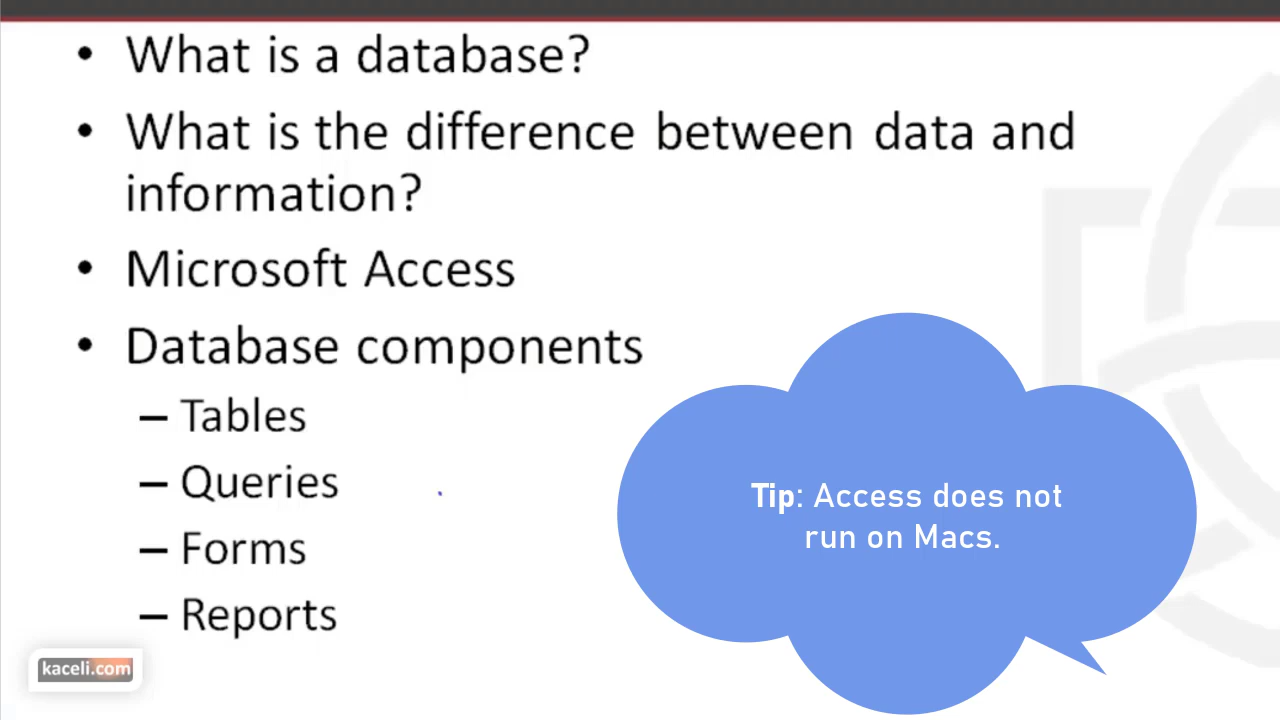 • What is a database?
• What is the difference between data and
information?
• Microsoft Access
• Database components
– Tables
– Queries
– Forms
– Reports
Tip: Access does not
run on Macs.
kaceli.com